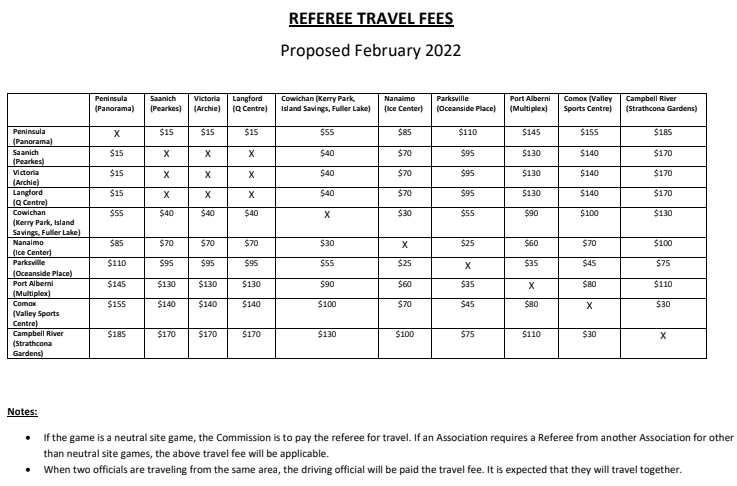 REFEREE TRAVEL FEES
Proposed February 2022
Peninsula (Panorama) Saanich (Pearkes) Victoria (Archie) Langford (Q Centre) Cowichan (Kerry Park, Island Savings, Fuller Lake) Nanaimo (Ice Center) Parksville (Oceanside Place) Port Alberni (Multiplex) Comox (Valley Sports Centre) Campbell River (Strathcona Gardens)
Peninsula (Panorama) X $15 $15 $15 $55 $85 $110 $145 $155 $185
Saanich (Pearkes) $15 X X X $40 $70 $95 $130 $140 $170
Victoria (Archie) $15 X X X $40 $70 $95 $130 $140 $170
Langford (Q Centre) $15 X X X $40 $70 $95 $130 $140 $170
Cowichan (Kerry Park, Island Savings, Fuller Lake) $55 $40 $40 $40 X $30 $55 $90 $100 $130
Nanaimo (Ice Center) $85 $70 $70 $70 $30 X $25 $60 $70 $100
Parksville (Oceanside Place) $110 $95 $95 $95 $55 $25 X $35 $45 $75
Port Alberni (Multiplex) $145 $130 $130 $130 $90 $60 $35 X $80 $110
Comox (Valley Sports Centre) $155 $140 $140 $140 $100 $70 $45 $80 X $30
Campbell River (Strathcona Gardens) $185 $170 $170 $170 $130 $100 $75 $110 $30 X
Notes:
• If the game is a neutral site game, the Commission is to pay the referee for travel. If an Association requires a Referee from another Association for other
than neutral site games, the above travel fee will be applicable.
• When two officials are traveling from the same area, the driving official will be paid the travel fee. It is expected that they will travel together.